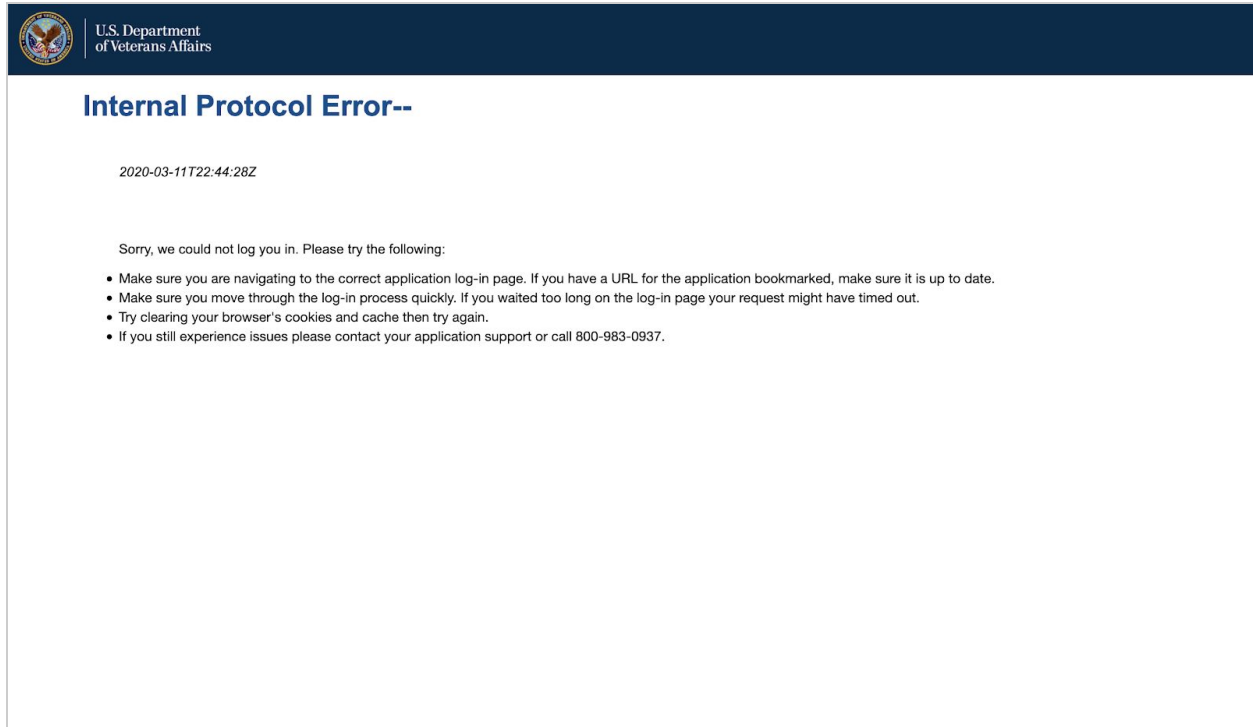 U.S. Department
of Veterans Affairs
Internal Protocol Error--
2020-03-11T22:44:28Z
Sorry, we could not log you in. Please try the following:
• Make sure you are navigating to the correct application log-in page. If you have a URL for the application bookmarked, make sure it is up to date.
• Make sure you move through the log-in process quickly. If you waited too long on the log-in page your request might have timed out.
• Try clearing your browser's cookies and cache then try again.
• If you still experience issues please contact your application support or call 800-983-0937.